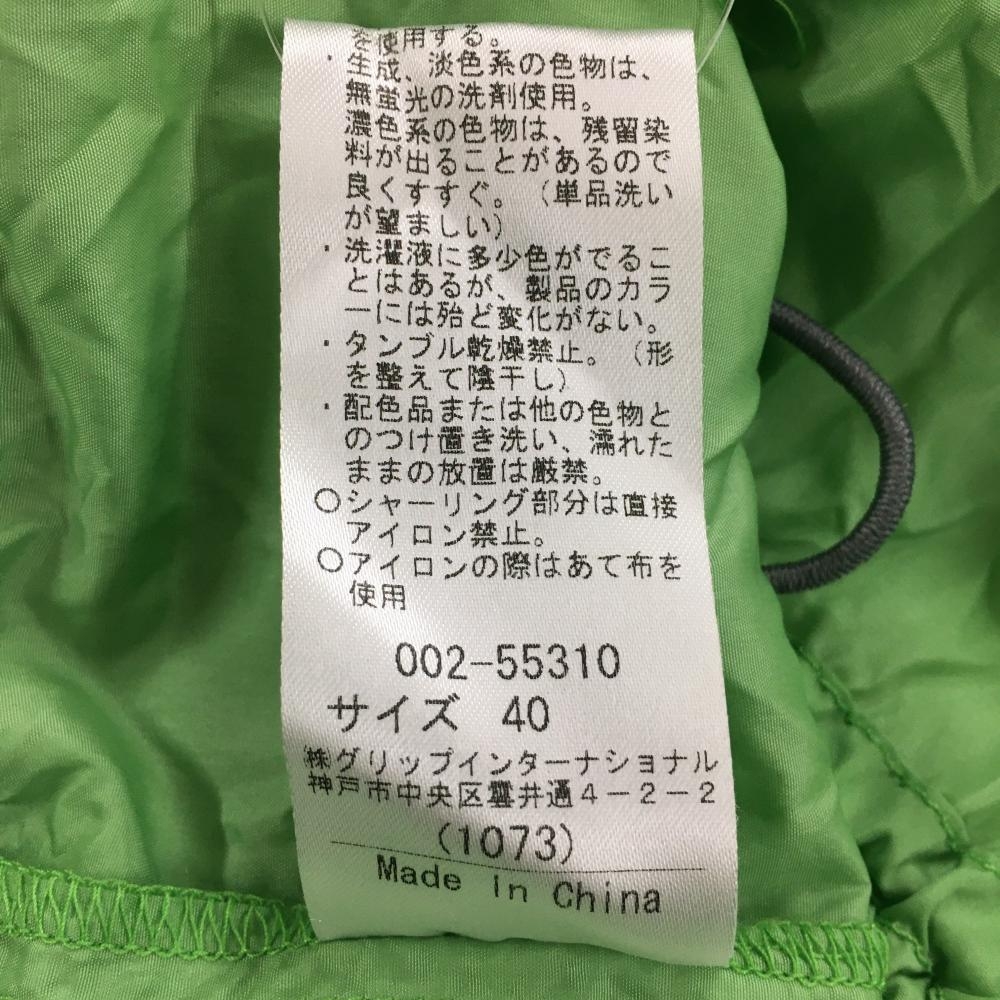 を使用する。
・生成、淡色系の色物は、
無蛍光の洗剤使用。
濃色系の色物は、残留染
料が出ることがあるので
良くすすぐ。（単品洗い
が望ましい）
・洗濯液に多少色がでるこ
とはあるが、製品のカラ
ーには殆ど変化がない。
・タンブル乾燥禁止。（形
を整えて陰干し）
・配色品または他の色物と
のつけ置き洗い、濡れた
ままの放置は厳禁。
○シャーリング部分は直接
アイロン禁止。
○アイロンの際はあて布を
使用
002-55310
サイズ 40
㈱グリップインターナショナル
神戸市中央区雲井通4-2-2
(1073)
Made In China